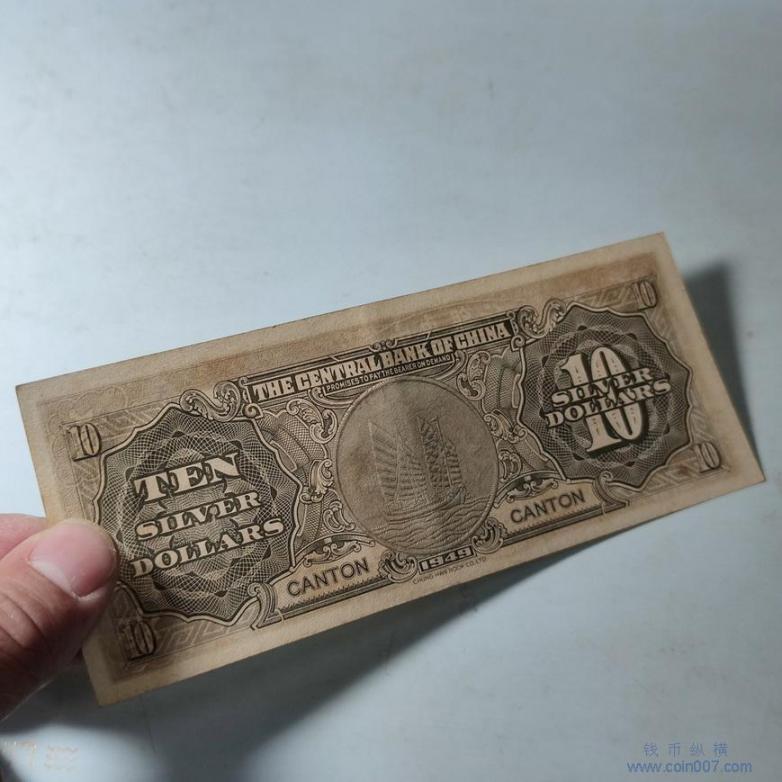 10
10
THE CENTRAL BANK OF CHINA
PROMISES TO PAY THE BEARER ON DEMAND
TEN
SILVER
DOLLARS
10
SILVER
DOLLARS
CANTON
1949
CANTON
10
10
钱币纵横
www.coin007.com